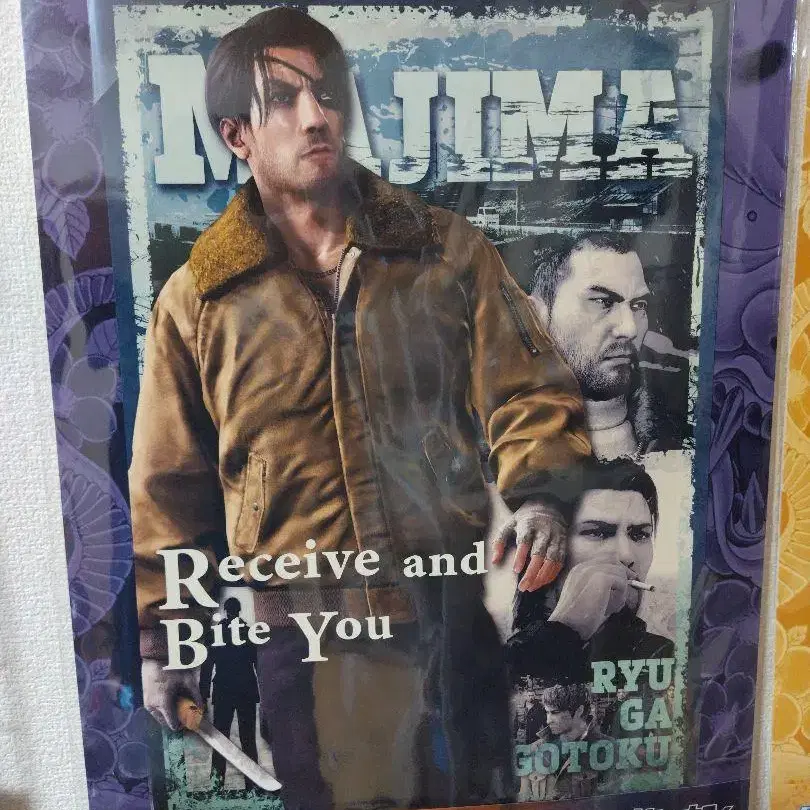 MAJIMA
Receive and
Bite You
RYU
GA
GOTOKU